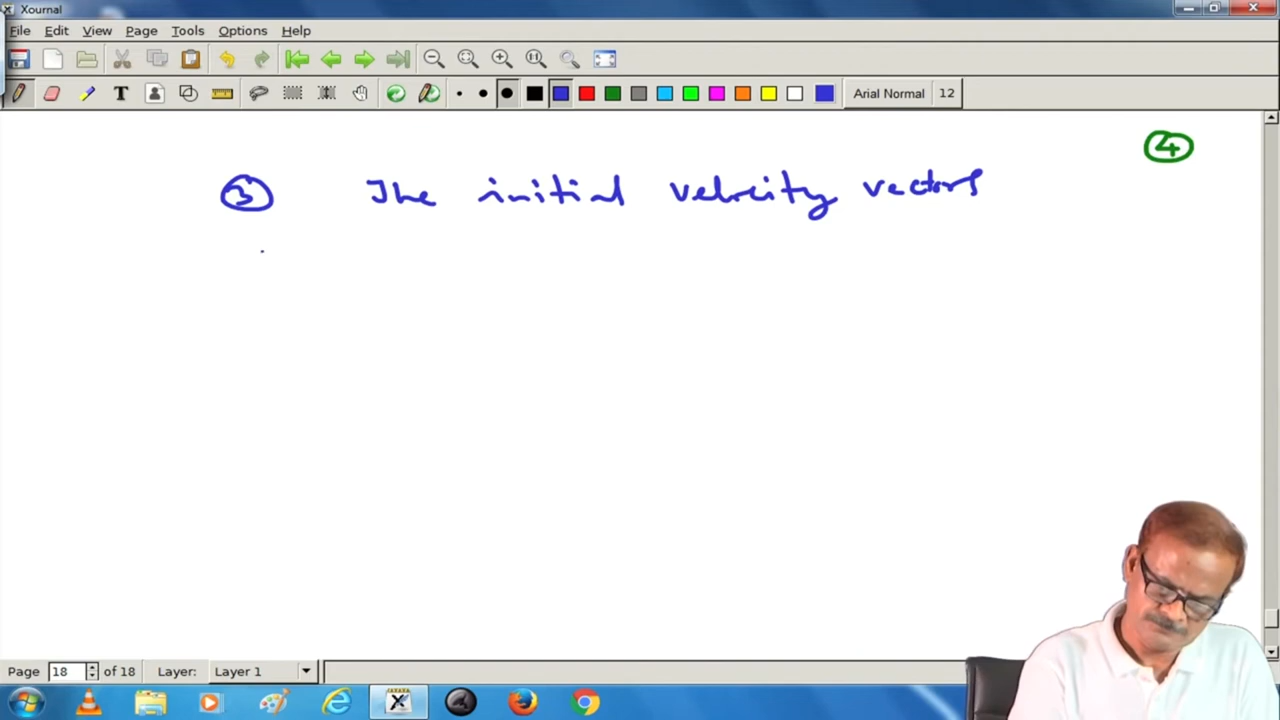 Xournal
File Edit View Page Tools Options Help
Arial Normal 12
4
3 The initial velocity vectors
Page 18 of 18 Layer: Layer 1